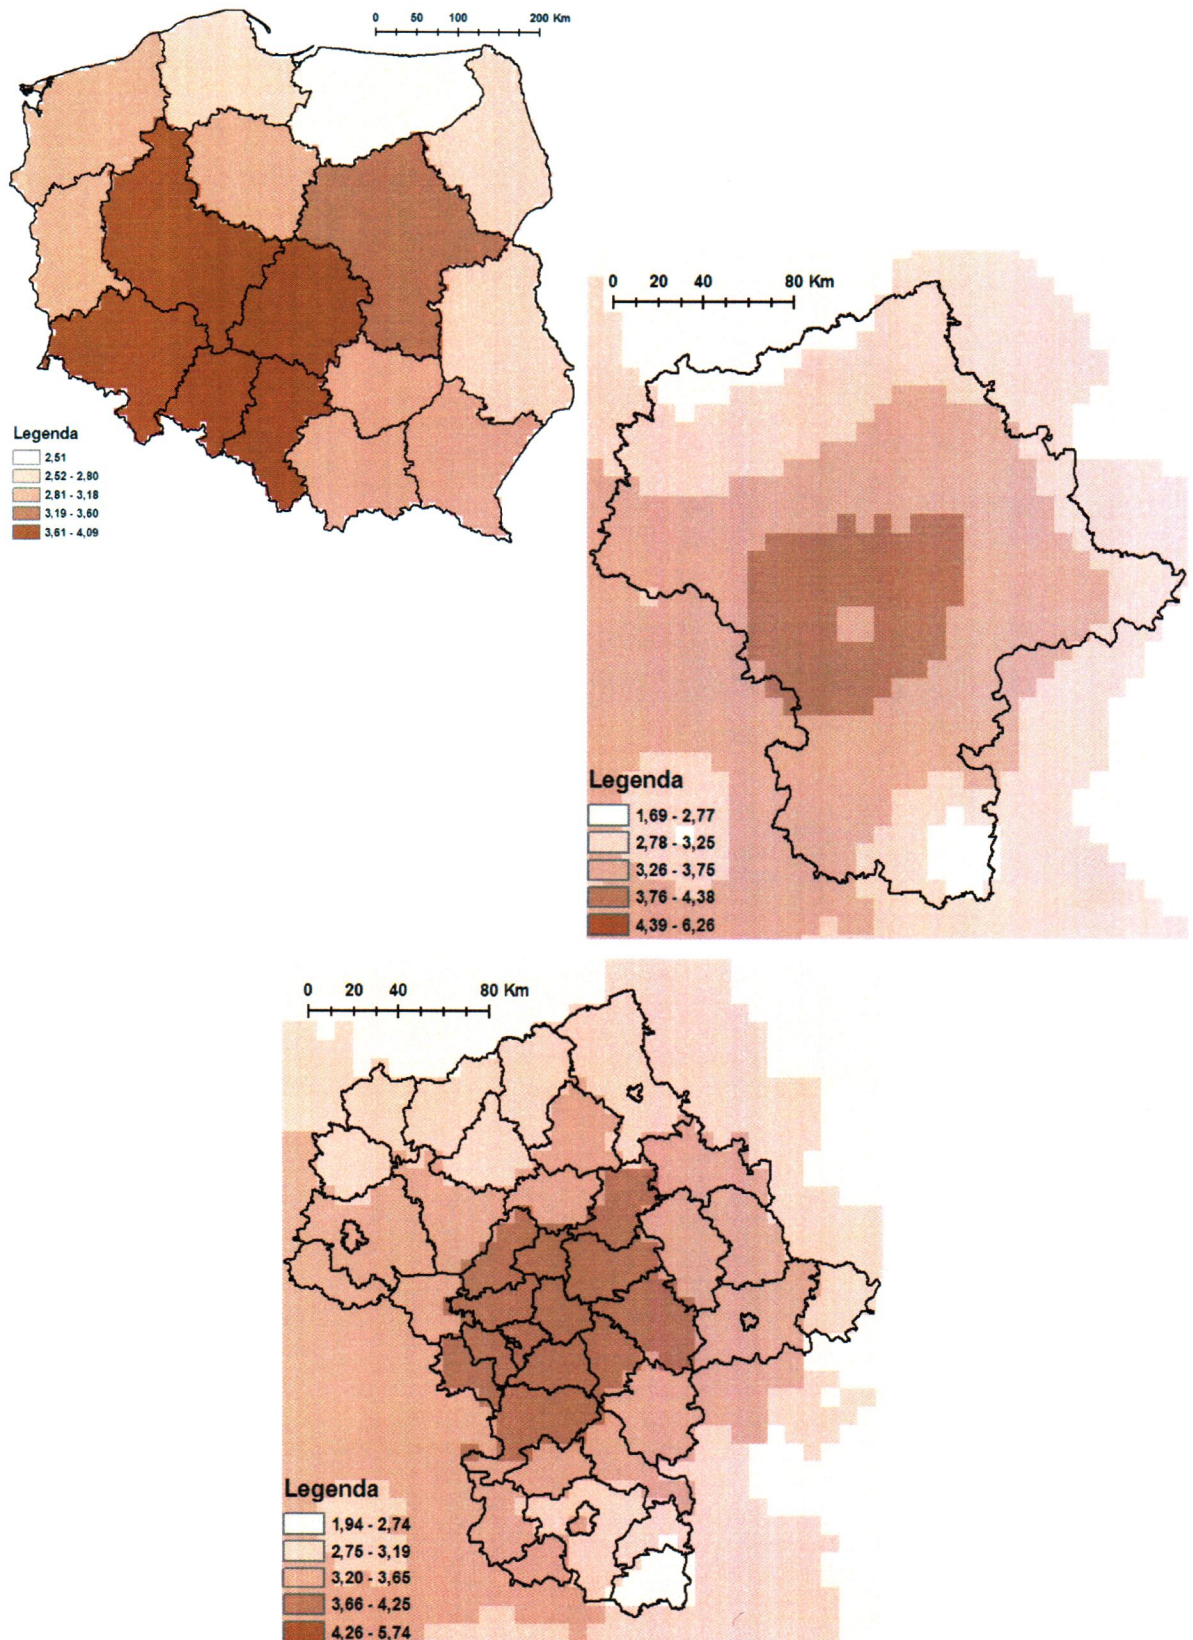 0 50 100 200 Km
Legenda
2,51
2,52 - 2,80
2,81 - 3,18
3,19 - 3,60
3,61 - 4,09
0 20 40 80 Km
Legenda
1,69 - 2,77
2,78 - 3,25
3,26 - 3,75
3,76 - 4,38
4,39 - 6,26
0 20 40 80 Km
Legenda
1,94 - 2,74
2,75 - 3,19
3,20 - 3,65
3,66 - 4,25
4,26 - 5,74